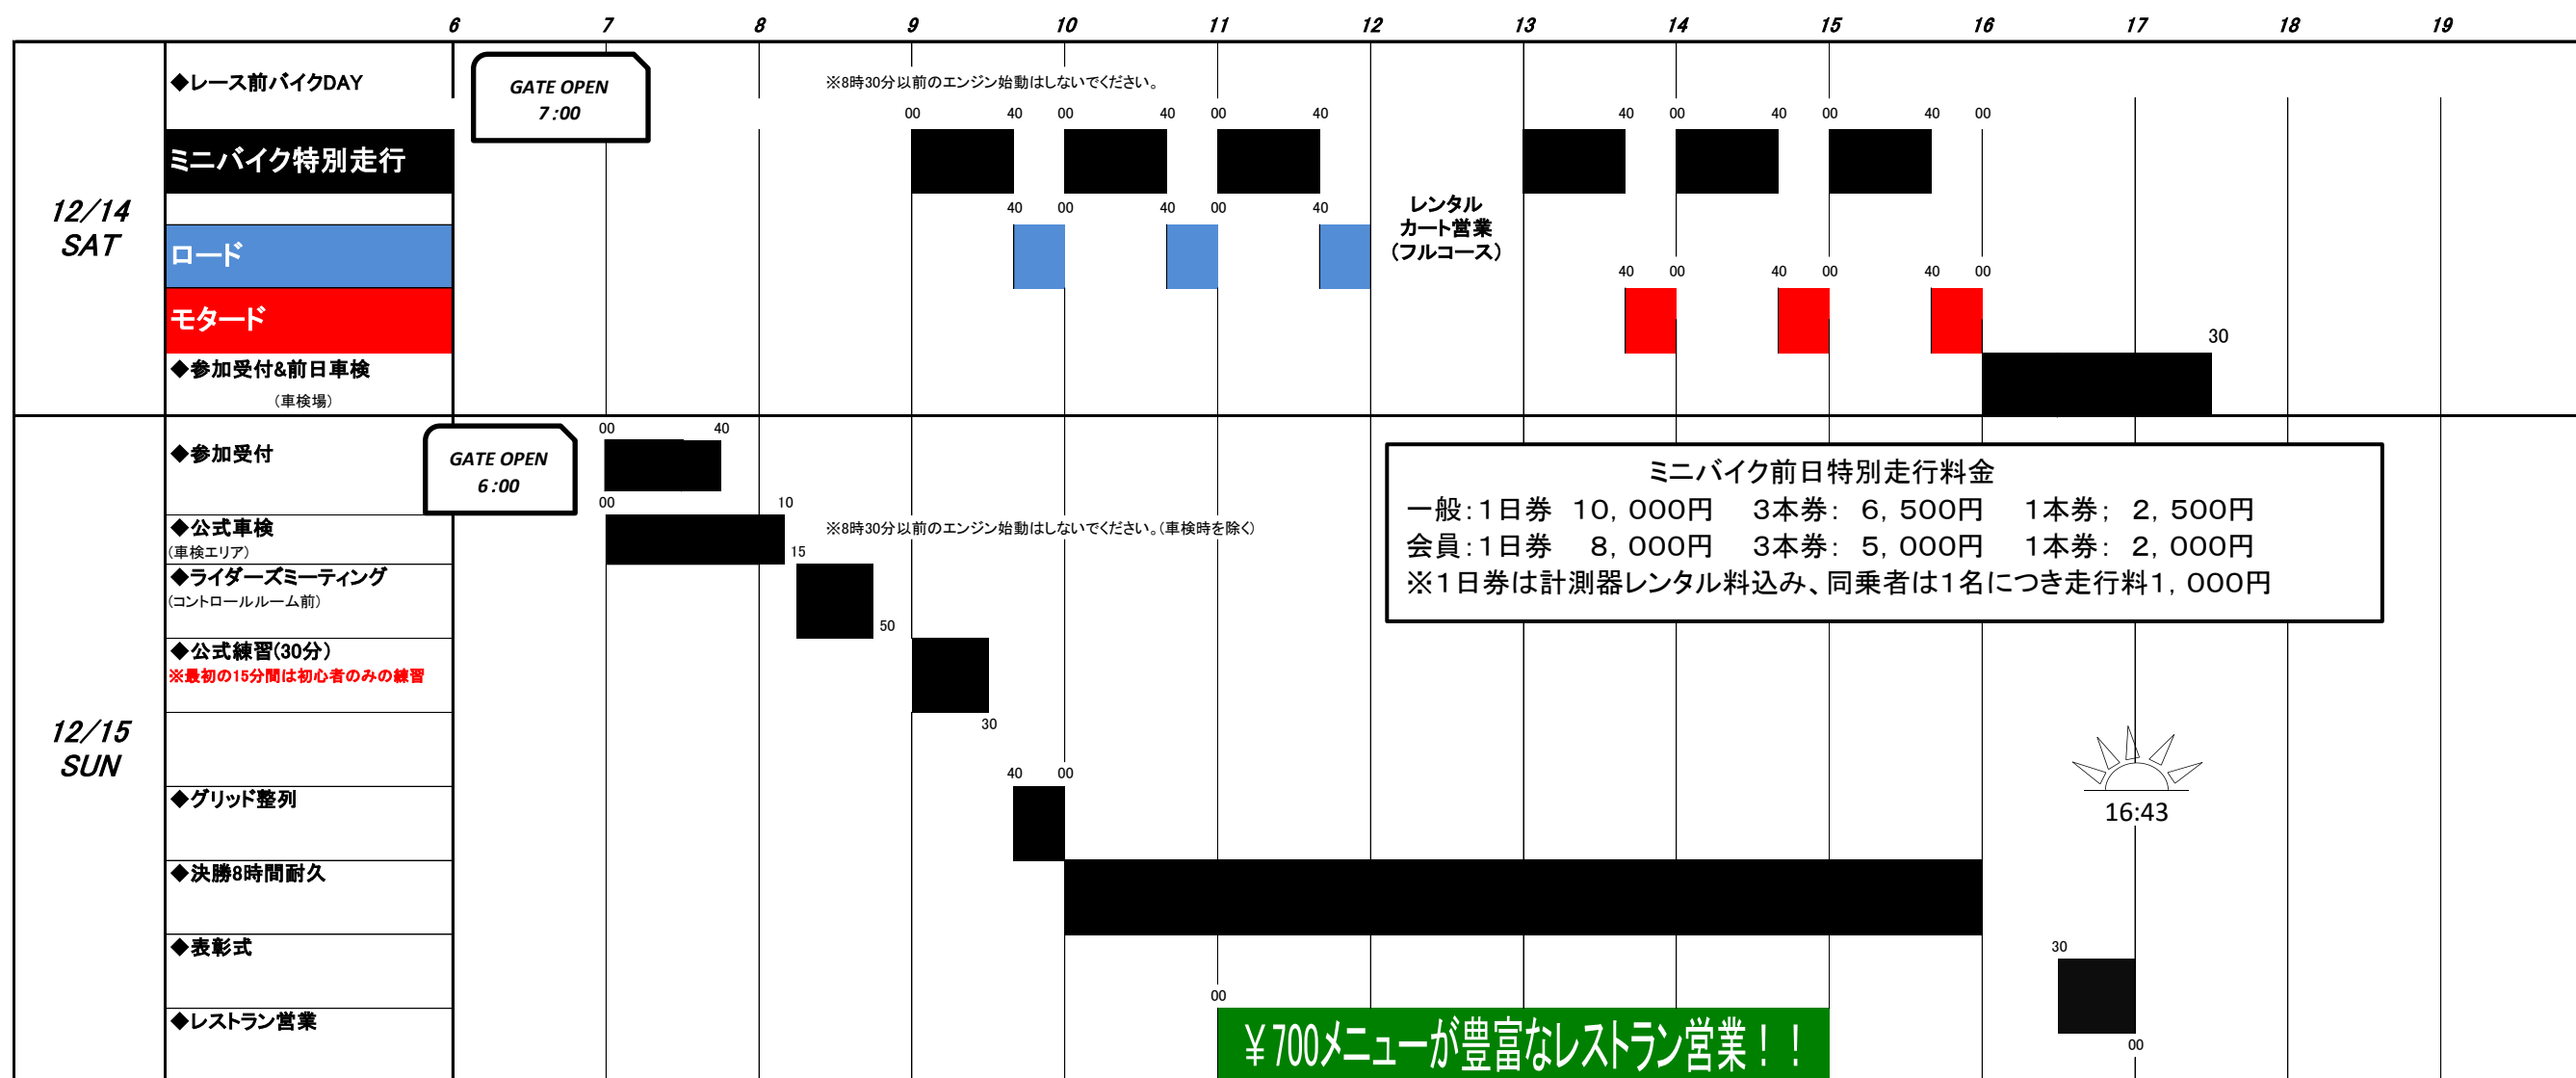 6 7 8 9 10 11 12 13 14 15 16 17 18 19
◆レース前バイクDAY
GATE OPEN
7:00
※8時30分以前のエンジン始動はしないでください。
00 40 00 40 00 40 40 00 40 00 40 00
ミニバイク特別走行
12/14
SAT
40 00 40 00 40
レンタル
カート営業
(フルコース)
ロード
40 00 40 00 40 00
モタード
30
◆参加受付&前日車検
(車検場)
00 40
◆参加受付
GATE OPEN
6:00
00 10
◆公式車検
(車検エリア)
※8時30分以前のエンジン始動はしないでください。(車検時を除く)
15
◆ライダーズミーティング
(コントロールルーム前)
50
ミニバイク前日特別走行料金
一般:1日券 10,000円 3本券: 6,500円 1本券; 2,500円
会員:1日券 8,000円 3本券: 5,000円 1本券: 2,000円
※1日券は計測器レンタル料込み、同乗者は1名につき走行料1,000円
◆公式練習(30分)
※最初の15分間は初心者のみの練習
30
12/15
SUN
40 00
◆グリッド整列
16:43
◆決勝8時間耐久
◆表彰式
30
00
00
◆レストラン営業
¥700メニューが豊富なレストラン営業!!